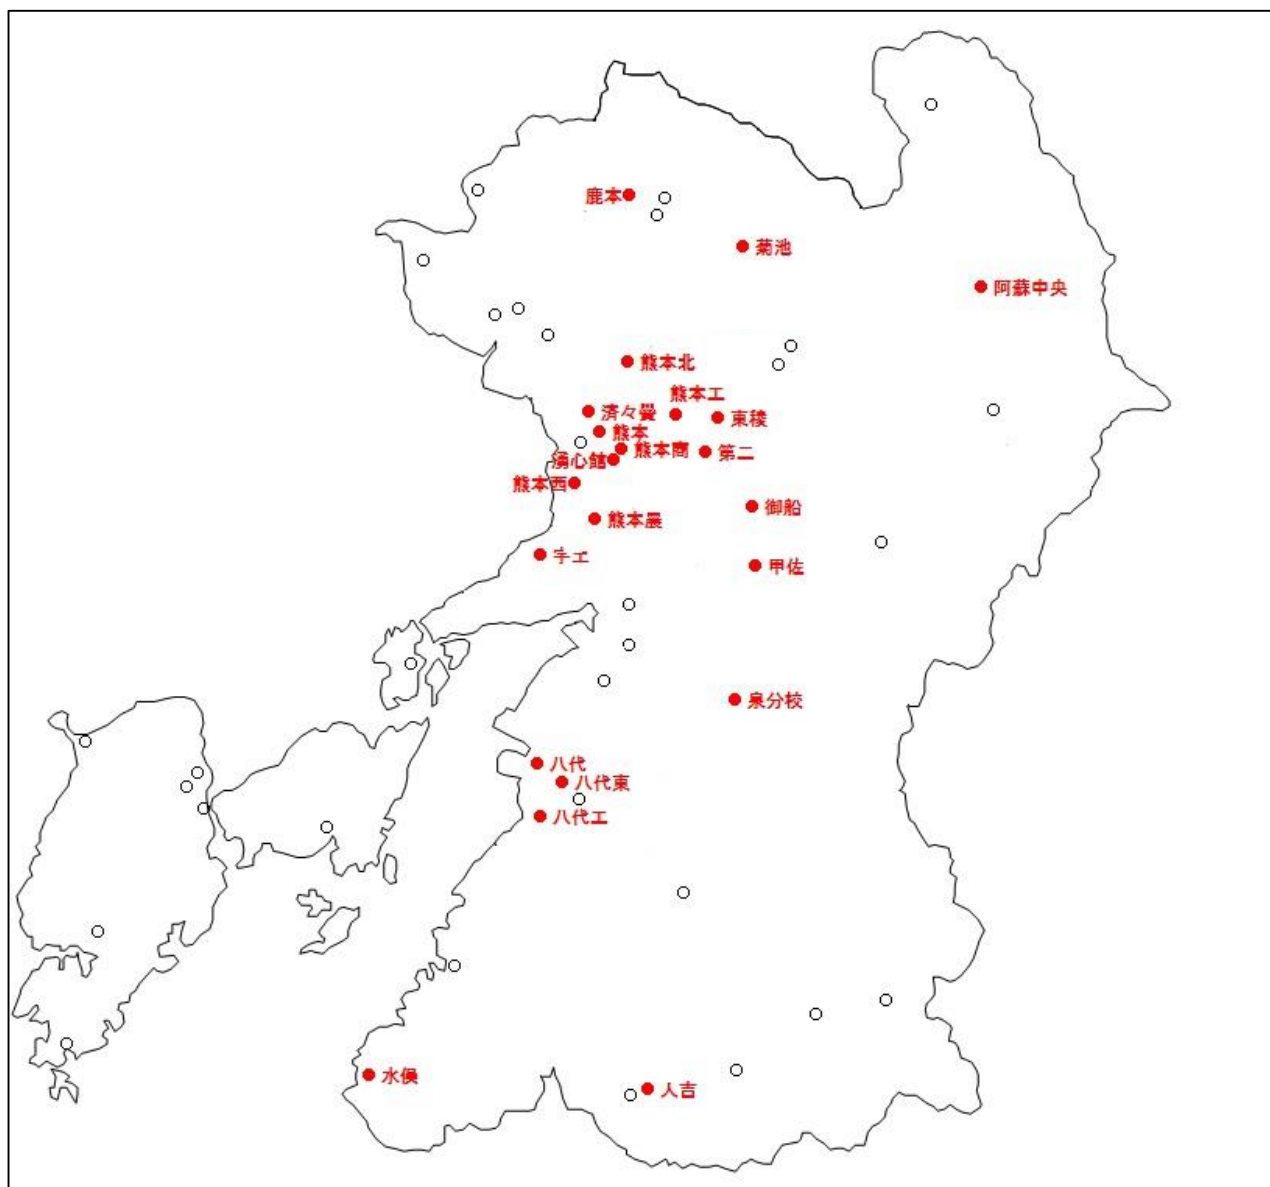 鹿本
菊池
阿蘇中央
熊本北
熊本工
済々黌
東稜
熊本
熊本商
第二
湧心館
熊本西
御船
熊本農
宇土
甲佐
泉分校
八代
八代東
八代工
水俣
人吉